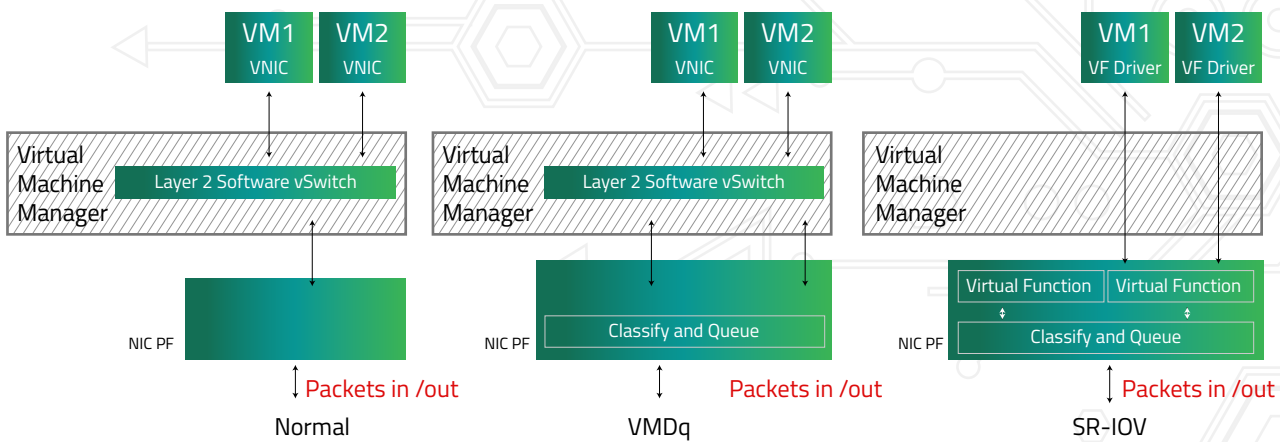 VM1
VNIC
VM2
VNIC
Virtual
Machine
Manager
Layer 2 Software vSwitch
NIC PF
Packets in /out
Normal
VM1
VNIC
VM2
VNIC
Virtual
Machine
Manager
Layer 2 Software vSwitch
Classify and Queue
NIC PF
Packets in /out
VMDq
VM1
VF Driver
VM2
VF Driver
Virtual
Machine
Manager
Virtual Function
Virtual Function
Classify and Queue
NIC PF
Packets in /out
SR-IOV